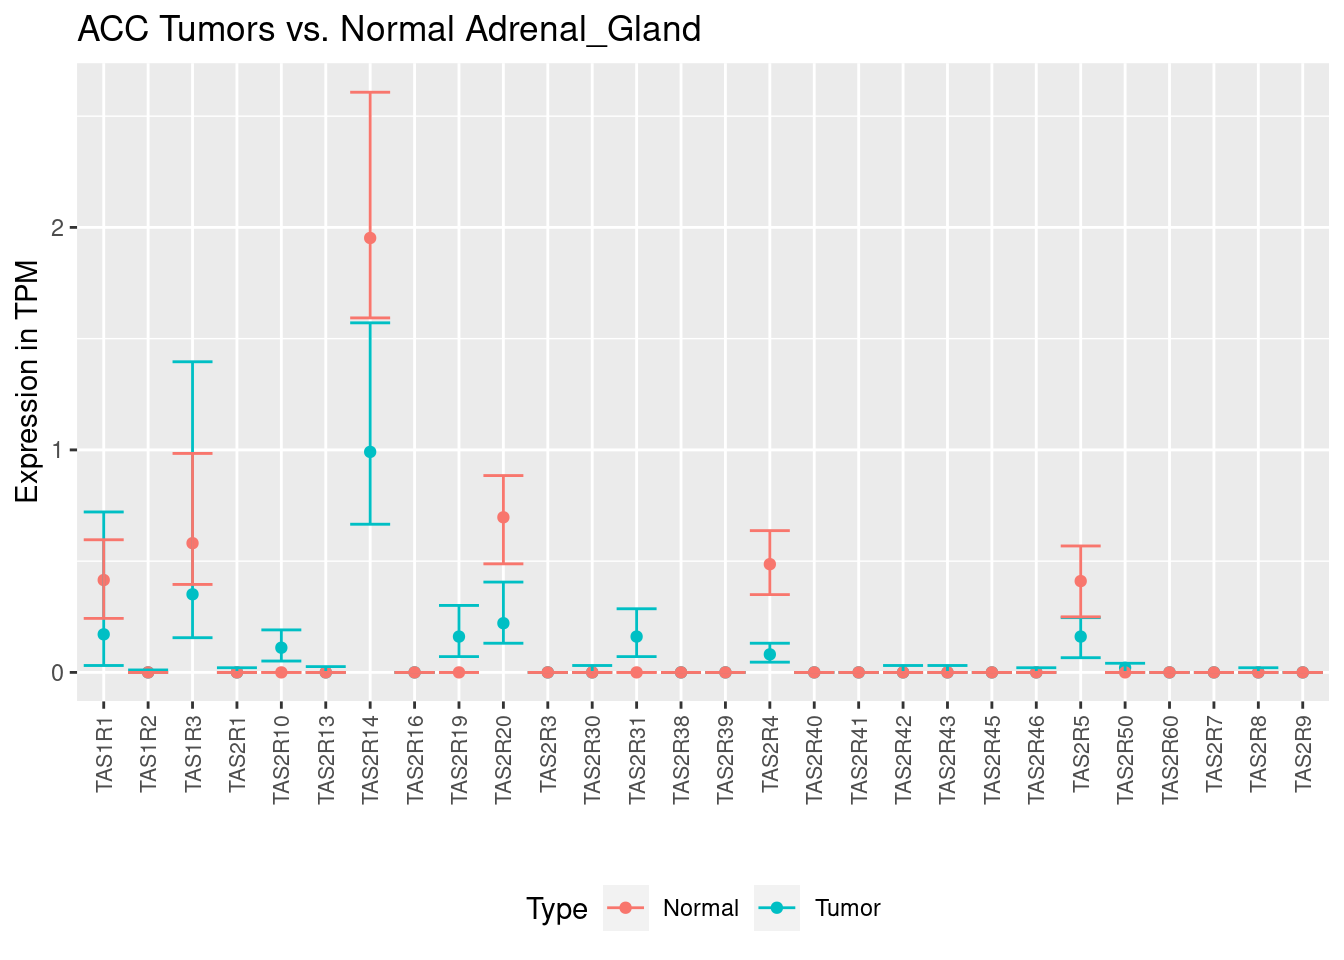 ACC Tumors vs. Normal Adrenal_Gland
Expression in TPM
2
1
0
TAS1R1
TAS1R2
TAS1R3
TAS2R1
TAS2R10
TAS2R13
TAS2R14
TAS2R16
TAS2R19
TAS2R20
TAS2R3
TAS2R30
TAS2R31
TAS2R38
TAS2R39
TAS2R4
TAS2R40
TAS2R41
TAS2R42
TAS2R43
TAS2R45
TAS2R46
TAS2R5
TAS2R50
TAS2R60
TAS2R7
TAS2R8
TAS2R9
Type Normal Tumor